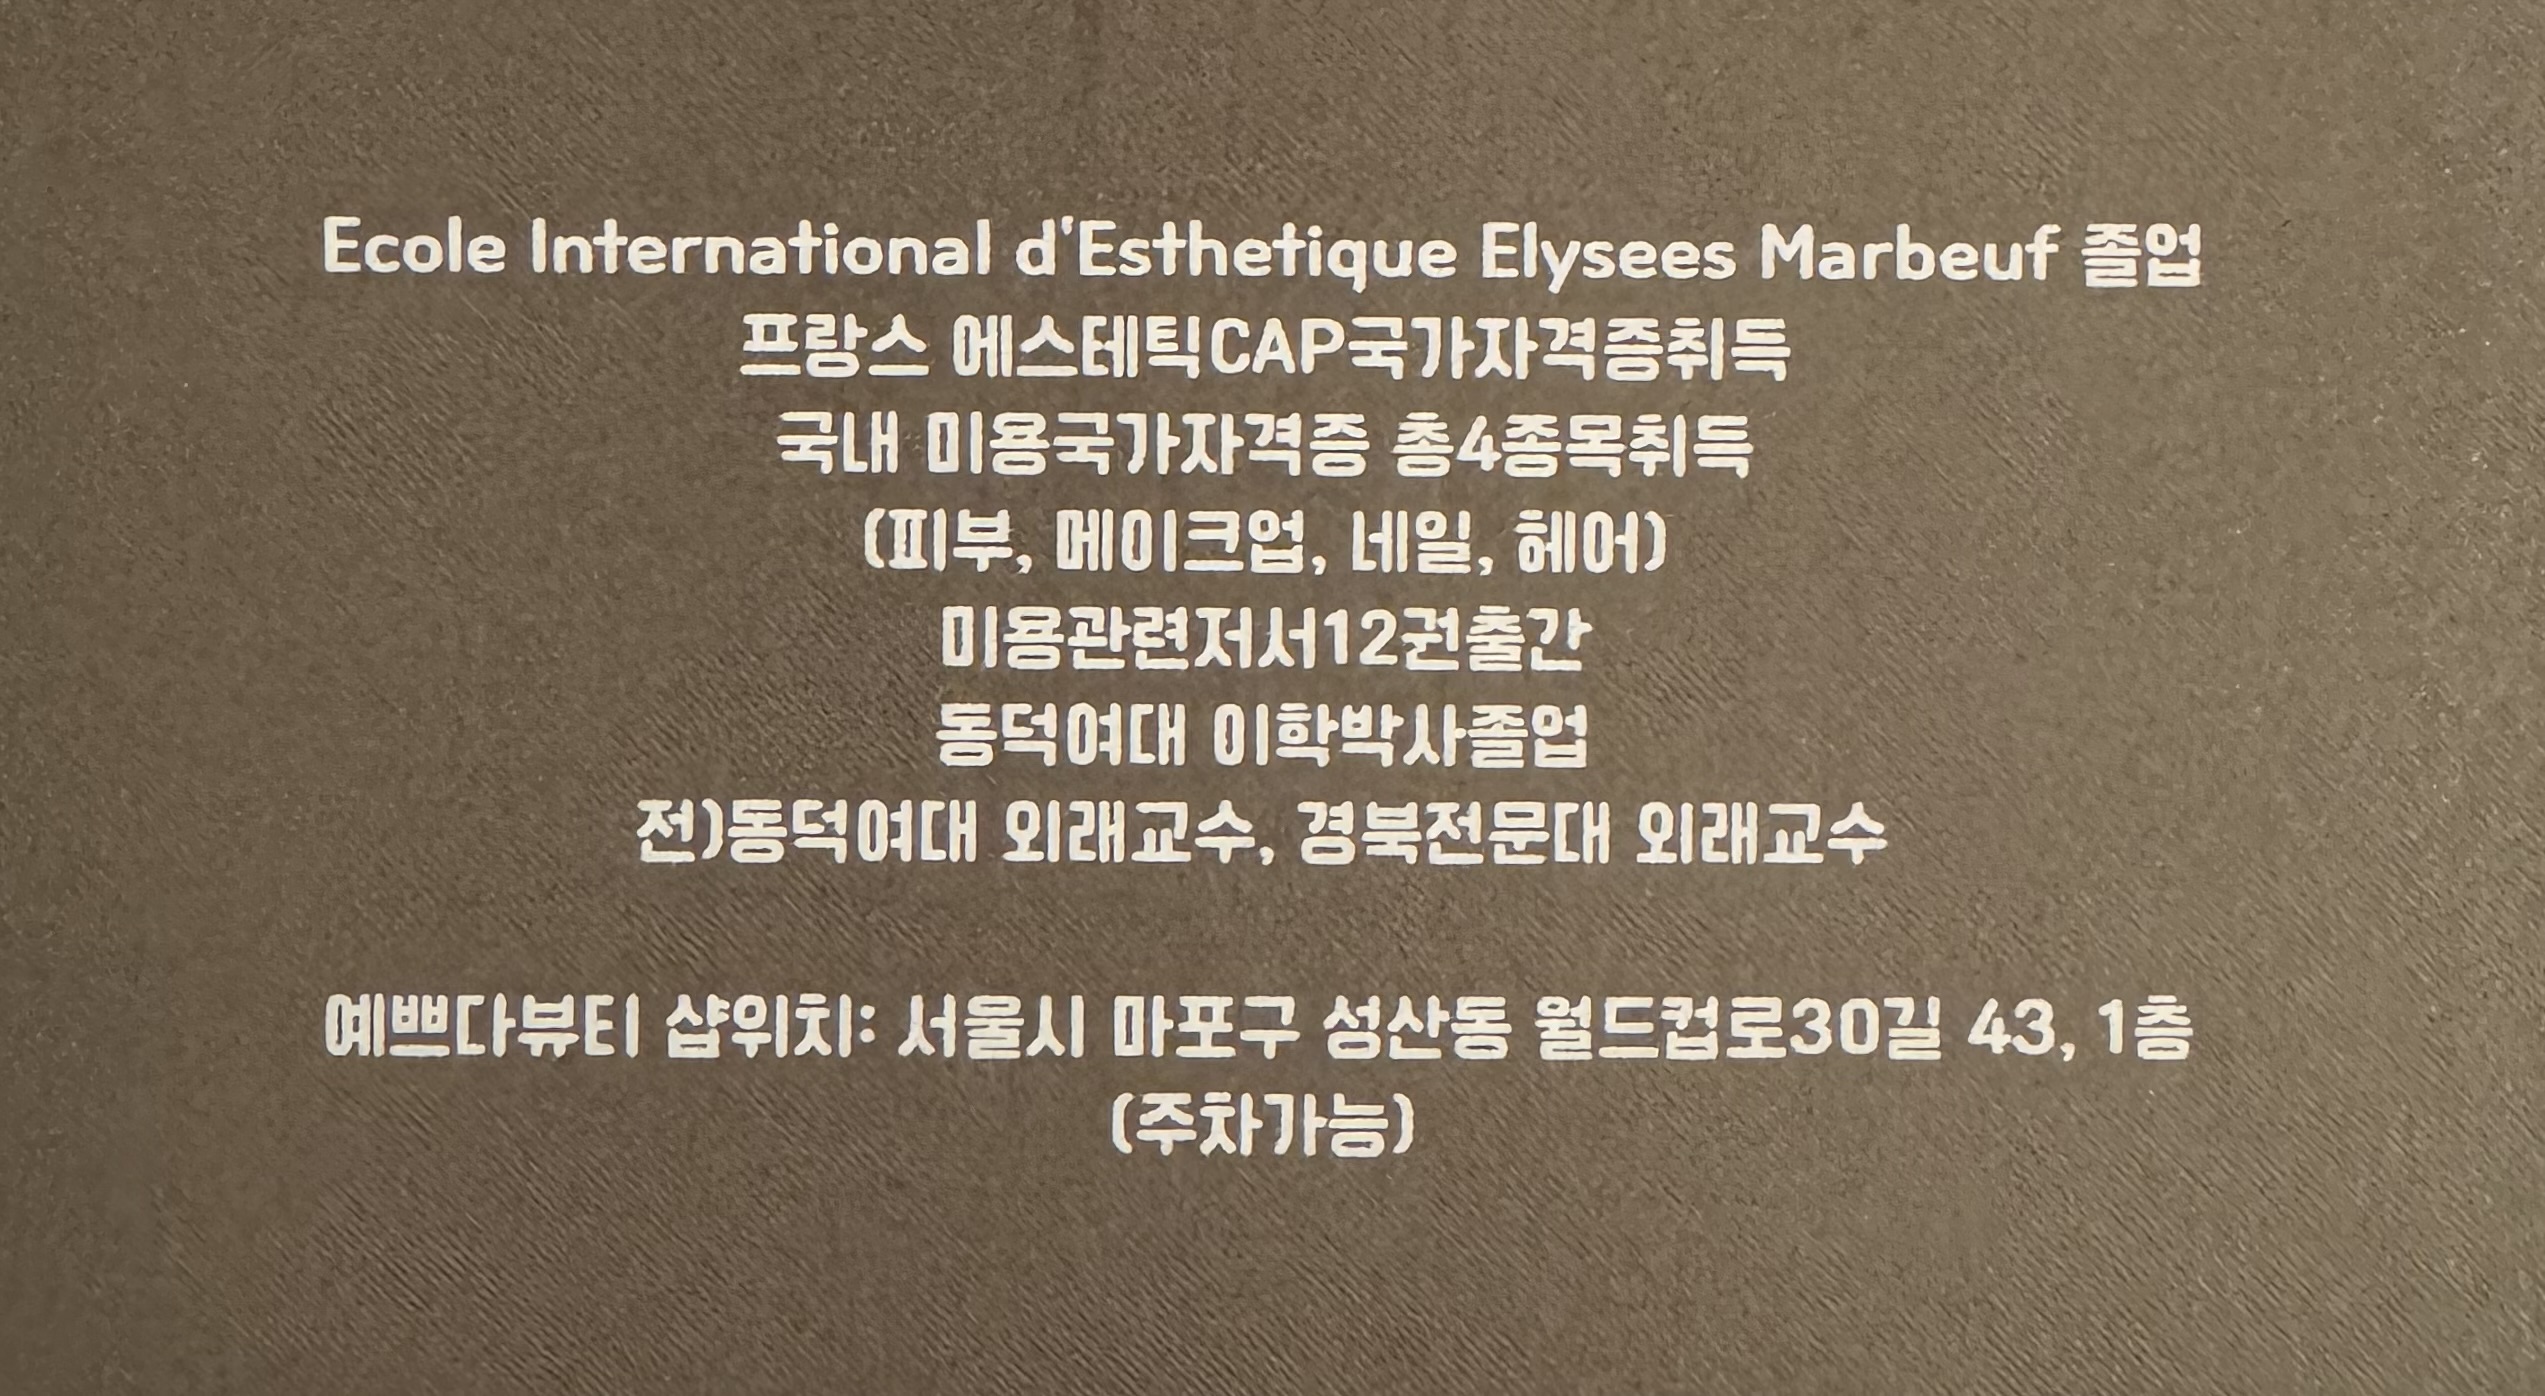 Ecole International d'Esthetique Elysees Marbeuf 졸업
프랑스 에스테틱CAP국가자격증취득
국내 미용국가자격증 총4종목취득
(피부, 메이크업, 네일, 헤어)
미용관련저서12권출간
동덕여대 이학박사졸업
전)동덕여대 외래교수, 경북전문대 외래교수
예쁘다뷰티 샵위치: 서울시 마포구 성산동 월드컵로30길 43, 1층
(주차가능)